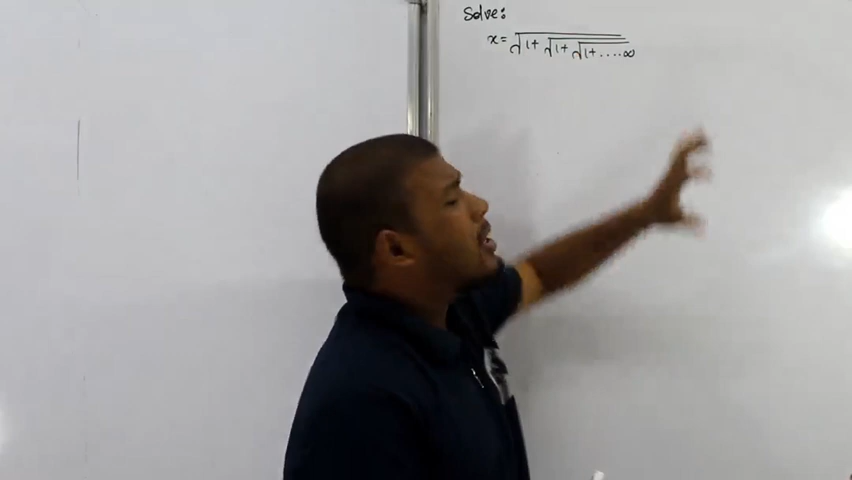 Solve:
x = √1+ √1+ √1+ ....∞